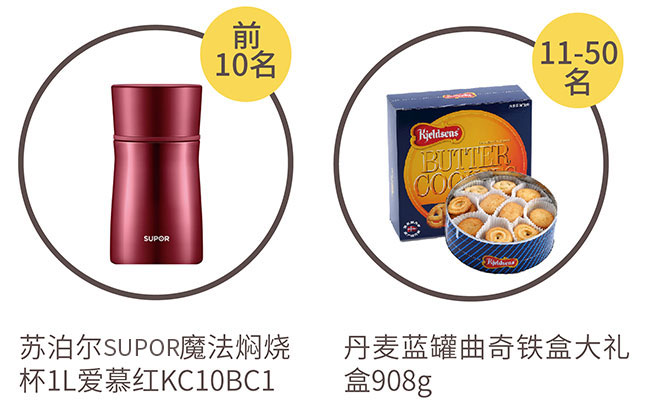 前
10名
SUPOR
苏泊尔SUPOR魔法焖烧
杯1L爱慕红KC10BC1
11-50
名
Kjeldsens
BUTTER
Kjeldsens
丹麦蓝罐曲奇铁盒大礼
盒908g